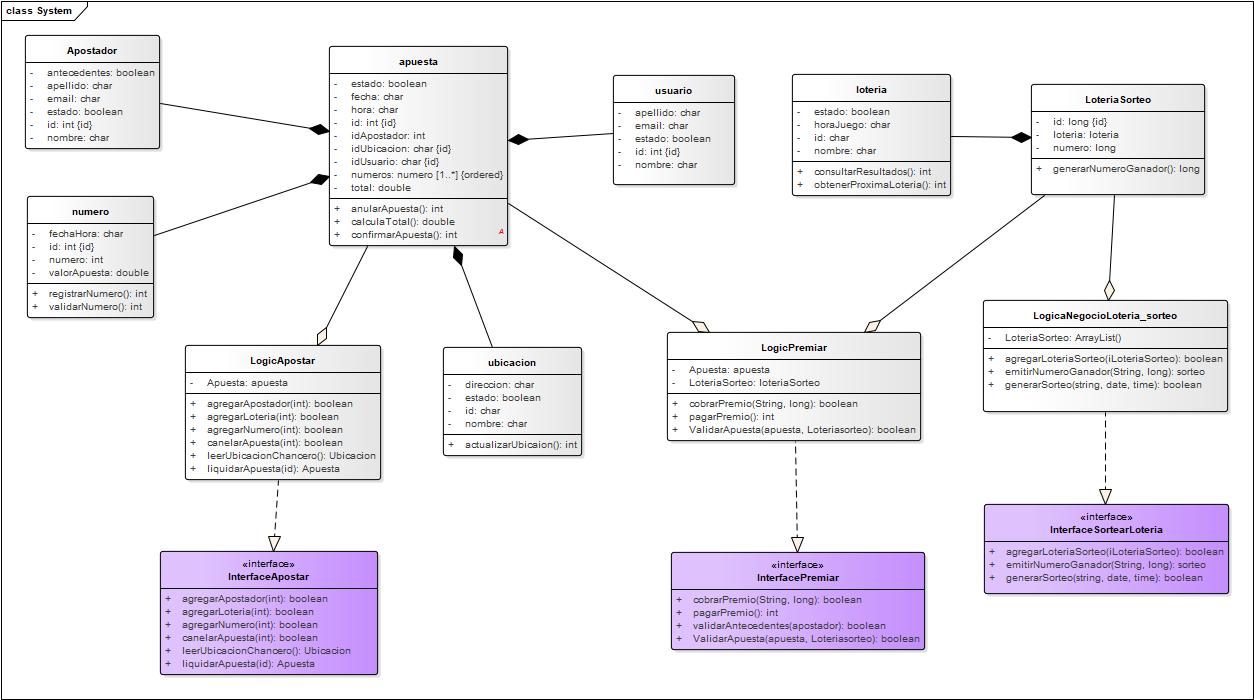 class System
Apostador
- antecedentes: boolean
- apellido: char
- email: char
- estado: boolean
- id: int {id}
- nombre: char
apuesta
- estado: boolean
- fecha: char
- hora: char
- id: int {id}
- idApostador: int
- idUbicacion: char {id}
- idUsuario: char {id}
- numeros: numero [1..*] {ordered}
- total: double
+ anularApuesta(): int
+ calculaTotal(): double
+ confirmarApuesta(): int
A
usuario
- apellido: char
- email: char
- estado: boolean
- id: int {id}
- nombre: char
loteria
- estado: boolean
- horaJuego: char
- id: char
- nombre: char
+ consultarResultados(): int
+ obtenerProximaLoteria(): int
LoteriaSorteo
- id: long {id}
- loteria: loteria
- numero: long
+ generarNumeroGanador(): long
numero
- fechaHora: char
- id: int {id}
- numero: int
- valorApuesta: double
+ registrarNumero(): int
+ validarNumero(): int
LogicApostar
- Apuesta: apuesta
+ agregarApostador(int): boolean
+ agregarLoteria(int): boolean
+ agregarNumero(int): boolean
+ canelarApuesta(int): boolean
+ leerUbicacionChancero(): Ubicacion
+ liquidarApuesta(id): Apuesta
ubicacion
- direccion: char
- estado: boolean
- id: char
- nombre: char
+ actualizarUbicaion(): int
LogicPremiar
- Apuesta: apuesta
- LoteriaSorteo: loteriaSorteo
+ cobrarPremio(String, long): boolean
+ pagarPremio(): int
+ ValidarApuesta(apuesta, Loteriasorteo): boolean
LogicaNegocioLoteria_sorteo
- LoteriaSorteo: ArrayList()
+ agregarLoteriaSorteo(iLoteriaSorteo): boolean
+ emitirNumeroGanador(String, long): sorteo
+ generarSorteo(string, date, time): boolean
«interface»
InterfaceApostar
+ agregarApostador(int): boolean
+ agregarLoteria(int): boolean
+ agregarNumero(int): boolean
+ canelarApuesta(int): boolean
+ leerUbicacionChancero(): Ubicacion
+ liquidarApuesta(id): Apuesta
«interface»
InterfacePremiar
+ cobrarPremio(String, long): boolean
+ pagarPremio(): int
+ validarAntecedentes(apostador): boolean
+ ValidarApuesta(apuesta, Loteriasorteo): boolean
«interface»
InterfaceSortearLoteria
+ agregarLoteriaSorteo(iLoteriaSorteo): boolean
+ emitirNumeroGanador(String, long): sorteo
+ generarSorteo(string, date, time): boolean